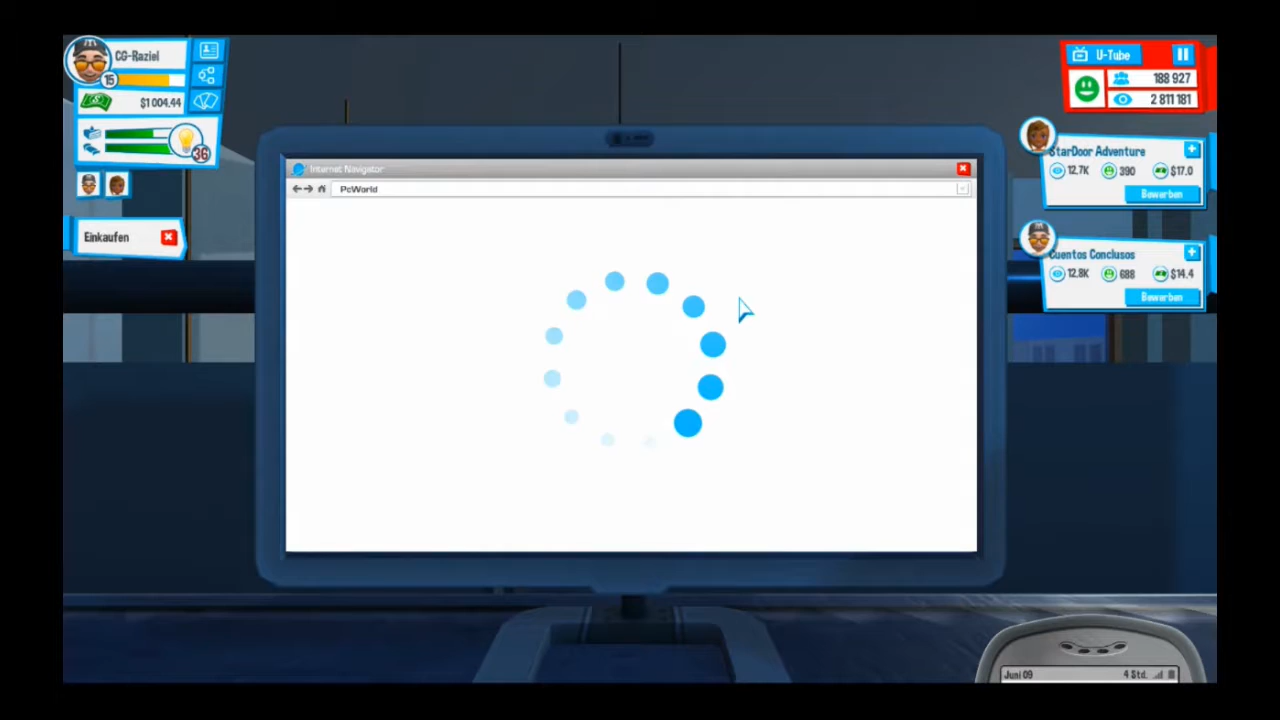 CG-Raziel
15
$1 004.44
36
Einkaufen
Internet Navigator
PcWorld
U-Tube
188 927
2 811 181
StarDoor Adventure
12.7K 390 $17.0
Bewerben
Cuentos Conclusos
12.8K 688 $14.4
Bewerben
Juni 09 4 Std.